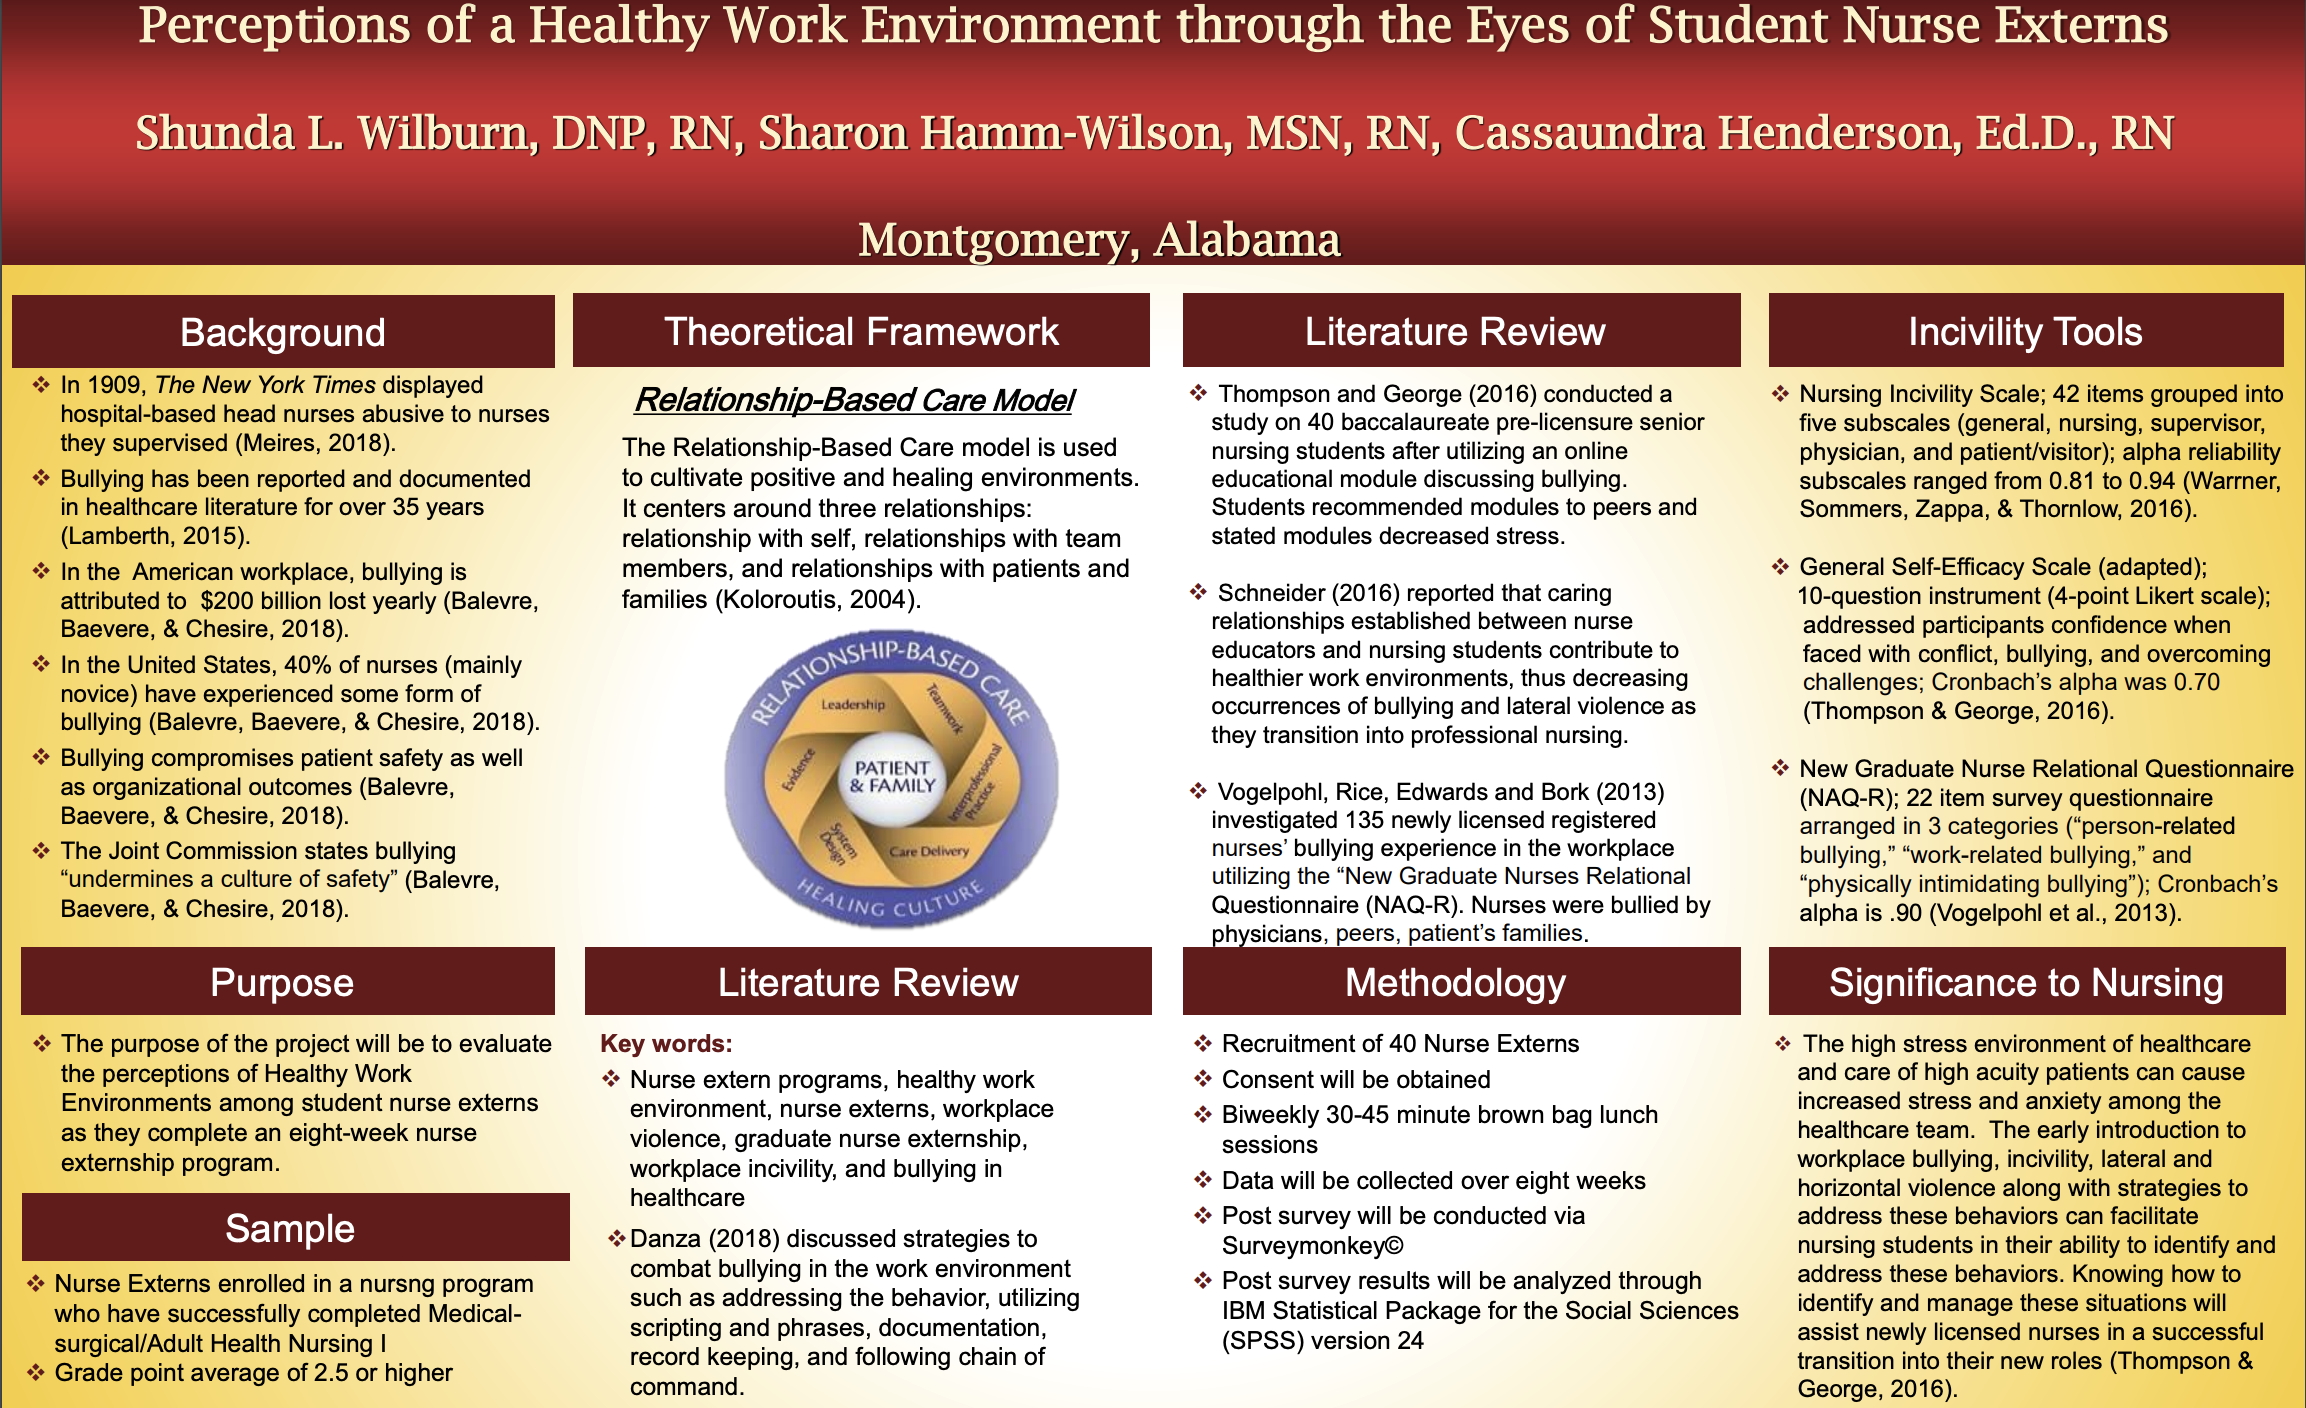 Perceptions of a Healthy Work Environment through the Eyes of Student Nurse Externs
Shunda L. Wilburn, DNP, RN, Sharon Hamm-Wilson, MSN, RN, Cassaundra Henderson, Ed.D., RN
Montgomery, Alabama
Background
❖ In 1909, The New York Times displayed
hospital-based head nurses abusive to nurses
they supervised (Meires, 2018).
❖ Bullying has been reported and documented
in healthcare literature for over 35 years
(Lamberth, 2015).
❖ In the American workplace, bullying is
attributed to $200 billion lost yearly (Balevre,
Baevere, & Chesire, 2018).
❖ In the United States, 40% of nurses (mainly
novice) have experienced some form of
bullying (Balevre, Baevere, & Chesire, 2018).
❖ Bullying compromises patient safety as well
as organizational outcomes (Balevre,
Baevere, & Chesire, 2018).
❖ The Joint Commission states bullying
“undermines a culture of safety” (Balevre,
Baevere, & Chesire, 2018).
Purpose
❖ The purpose of the project will be to evaluate
the perceptions of Healthy Work
Environments among student nurse externs
as they complete an eight-week nurse
externship program.
Sample
❖ Nurse Externs enrolled in a nursng program
who have successfully completed Medical-
surgical/Adult Health Nursing I
❖ Grade point average of 2.5 or higher
Theoretical Framework
Relationship-Based Care Model
The Relationship-Based Care model is used
to cultivate positive and healing environments.
It centers around three relationships:
relationship with self, relationships with team
members, and relationships with patients and
families (Koloroutis, 2004).
RELATIONSHIP-BASED CARE
Leadership
Teamwork
Interprofessional
Practice
Care Delivery
System
Design
Evidence
PATIENT
& FAMILY
HEALING CULTURE
Literature Review
Key words:
❖ Nurse extern programs, healthy work
environment, nurse externs, workplace
violence, graduate nurse externship,
workplace incivility, and bullying in
healthcare
❖ Danza (2018) discussed strategies to
combat bullying in the work environment
such as addressing the behavior, utilizing
scripting and phrases, documentation,
record keeping, and following chain of
command.
Literature Review
❖ Thompson and George (2016) conducted a
study on 40 baccalaureate pre-licensure senior
nursing students after utilizing an online
educational module discussing bullying.
Students recommended modules to peers and
stated modules decreased stress.
❖ Schneider (2016) reported that caring
relationships established between nurse
educators and nursing students contribute to
healthier work environments, thus decreasing
occurrences of bullying and lateral violence as
they transition into professional nursing.
❖ Vogelpohl, Rice, Edwards and Bork (2013)
investigated 135 newly licensed registered
nurses’ bullying experience in the workplace
utilizing the “New Graduate Nurses Relational
Questionnaire (NAQ-R). Nurses were bullied by
physicians, peers, patient’s families.
Methodology
❖ Recruitment of 40 Nurse Externs
❖ Consent will be obtained
❖ Biweekly 30-45 minute brown bag lunch
sessions
❖ Data will be collected over eight weeks
❖ Post survey will be conducted via
Surveymonkey©
❖ Post survey results will be analyzed through
IBM Statistical Package for the Social Sciences
(SPSS) version 24
Incivility Tools
❖ Nursing Incivility Scale; 42 items grouped into
five subscales (general, nursing, supervisor,
physician, and patient/visitor); alpha reliability
subscales ranged from 0.81 to 0.94 (Warrner,
Sommers, Zappa, & Thornlow, 2016).
❖ General Self-Efficacy Scale (adapted);
10-question instrument (4-point Likert scale);
addressed participants confidence when
faced with conflict, bullying, and overcoming
challenges; Cronbach’s alpha was 0.70
(Thompson & George, 2016).
❖ New Graduate Nurse Relational Questionnaire
(NAQ-R); 22 item survey questionnaire
arranged in 3 categories (“person-related
bullying,” “work-related bullying,” and
“physically intimidating bullying”); Cronbach’s
alpha is .90 (Vogelpohl et al., 2013).
Significance to Nursing
❖ The high stress environment of healthcare
and care of high acuity patients can cause
increased stress and anxiety among the
healthcare team. The early introduction to
workplace bullying, incivility, lateral and
horizontal violence along with strategies to
address these behaviors can facilitate
nursing students in their ability to identify and
address these behaviors. Knowing how to
identify and manage these situations will
assist newly licensed nurses in a successful
transition into their new roles (Thompson &
George, 2016).